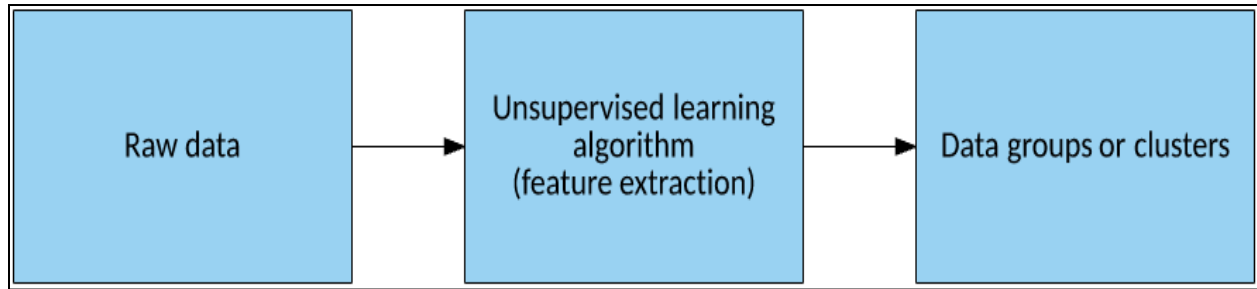 Raw data
Unsupervised learning
algorithm
(feature extraction)
Data groups or clusters